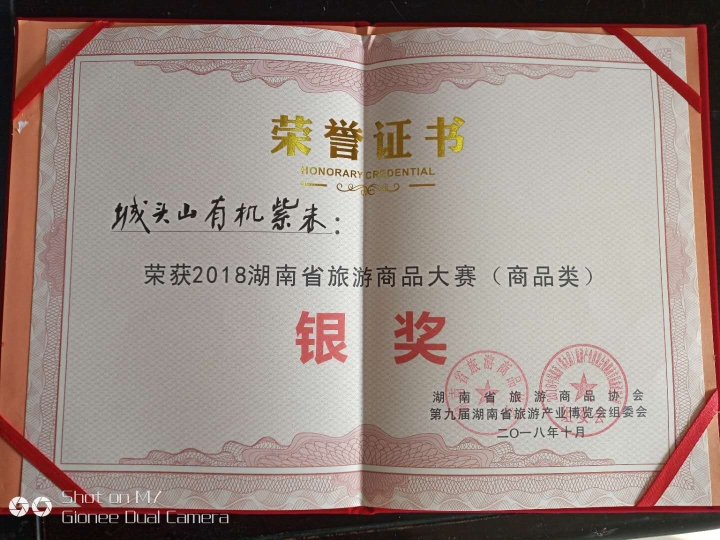 荣誉证书
HONORARY CREDENTIAL
城头山有机紫米：
荣获2018湖南省旅游商品大赛（商品类）
银奖
湖南省旅游商品协会
第九届湖南省旅游产业博览会组委会
二〇一八年十月
Shot on M7
Gionee Dual Camera